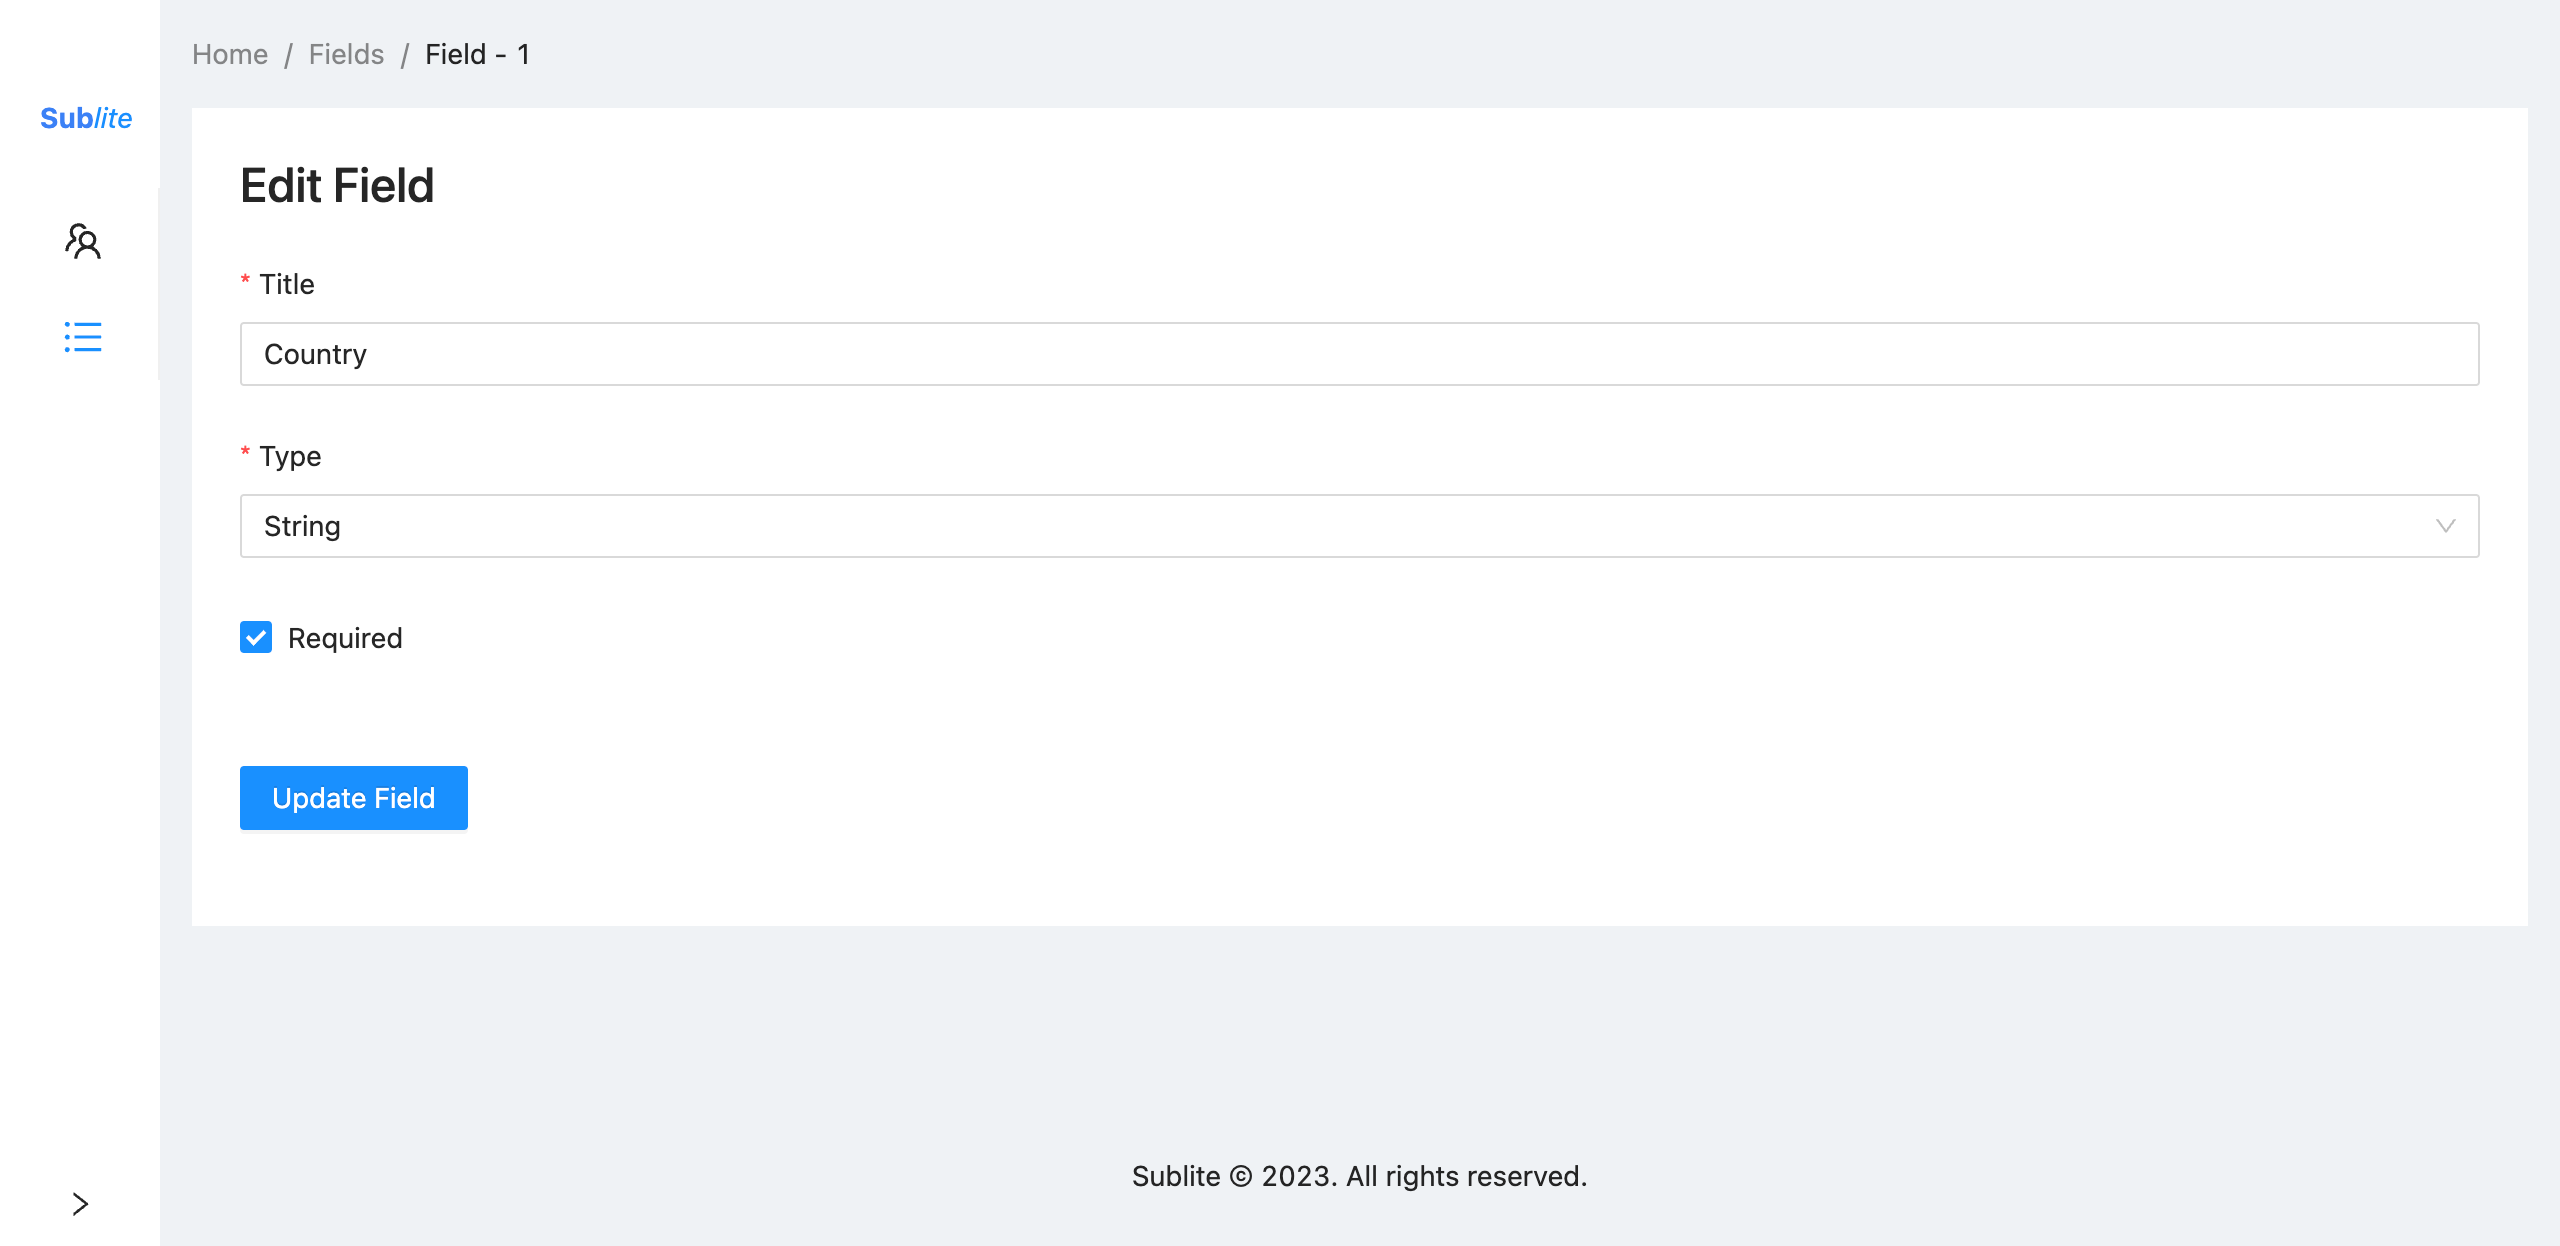 Home / Fields / Field - 1
Sublite
Edit Field
* Title
Country
* Type
String
Required
Update Field
Sublite © 2023. All rights reserved.